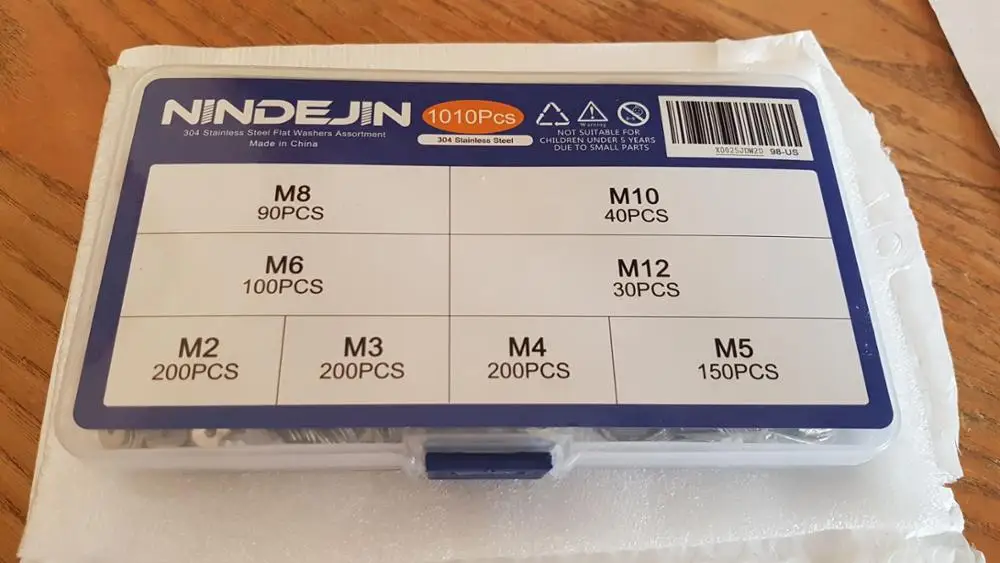 NINDEJIN
1010Pcs
304 Stainless Steel Flat Washers Assortment
Made in China
304 Stainless Steel
Warning
NOT SUITABLE FOR
CHILDREN UNDER 5 YEARS
DUE TO SMALL PARTS
98-US
M8
90PCS
M10
40PCS
M6
100PCS
M12
30PCS
M2
200PCS
M3
200PCS
M4
200PCS
M5
150PCS